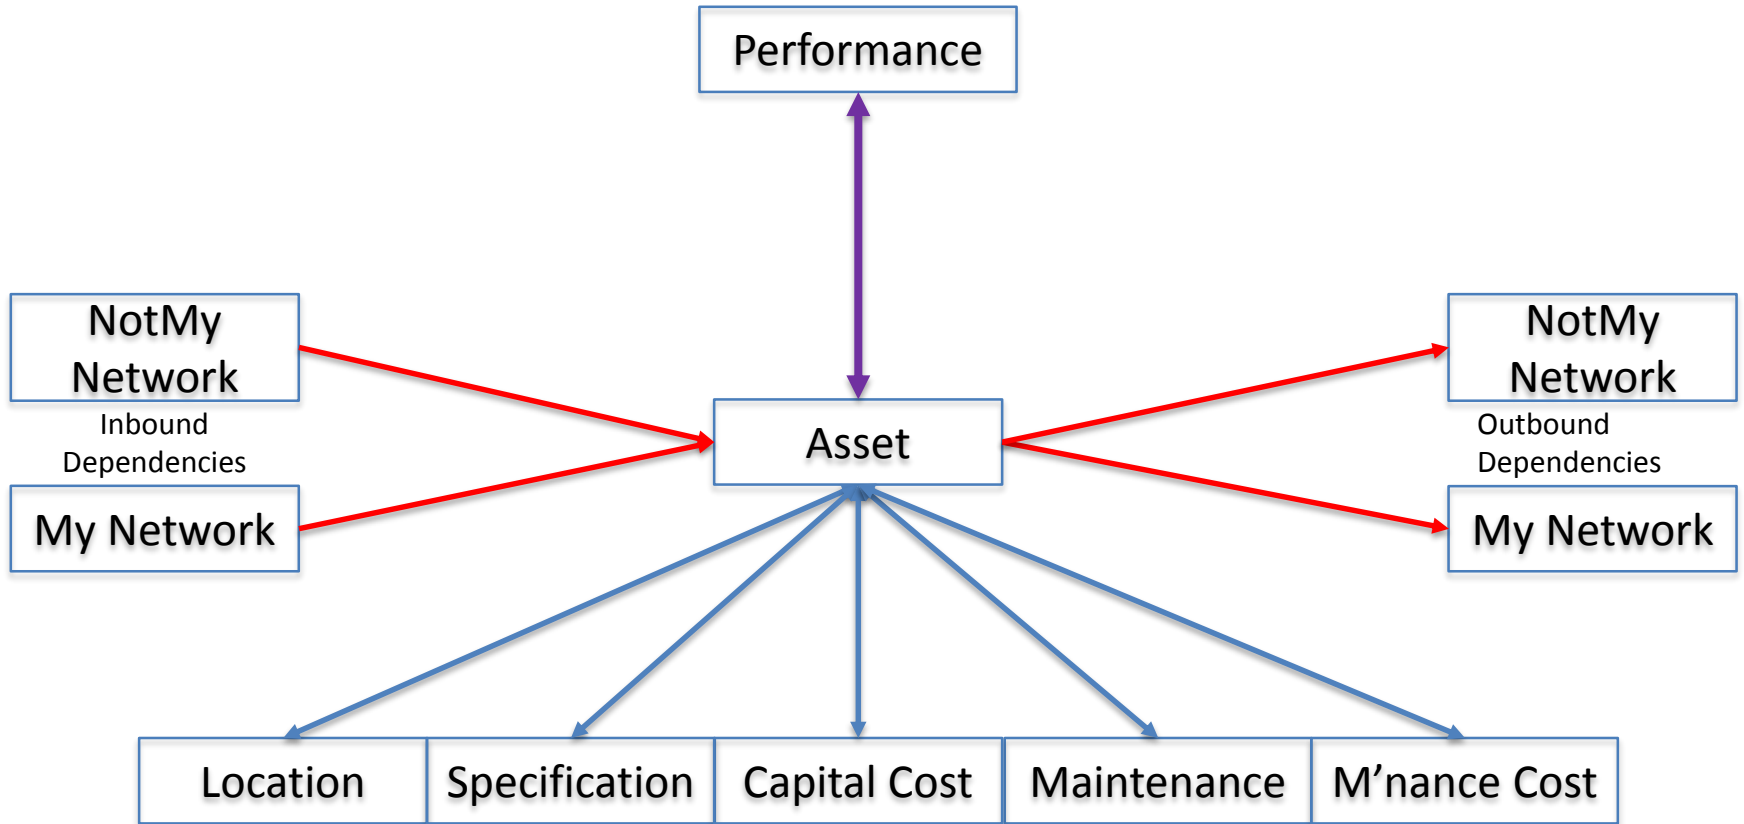 Performance
NotMy
Network
Inbound
Dependencies
My Network
Asset
NotMy
Network
Outbound
Dependencies
My Network
Location
Specification
Capital Cost
Maintenance
M’nance Cost